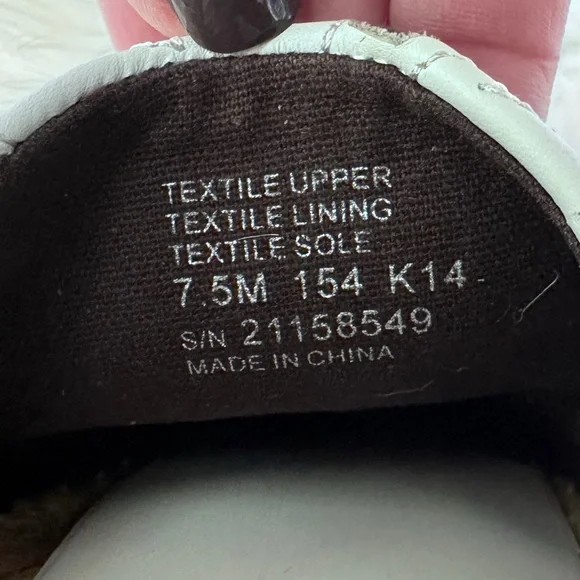 TEXTILE UPPER
TEXTILE LINING
TEXTILE SOLE
7.5M 154 K14
S/N 21158549
MADE IN CHINA